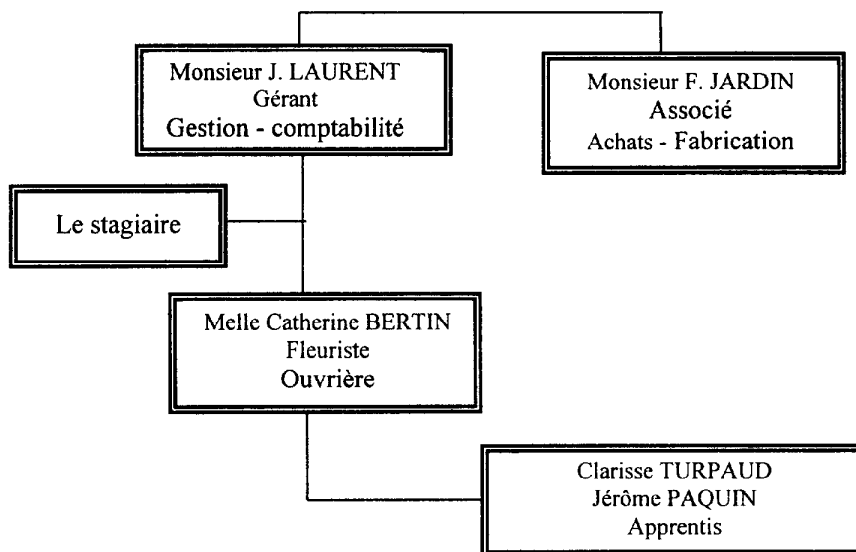 Monsieur J. LAURENT
Gérant
Gestion - comptabilité
Monsieur F. JARDIN
Associé
Achats - Fabrication
Le stagiaire
Melle Catherine BERTIN
Fleuriste
Ouvrière
Clarisse TURPAUD
Jérôme PAQUIN
Apprentis